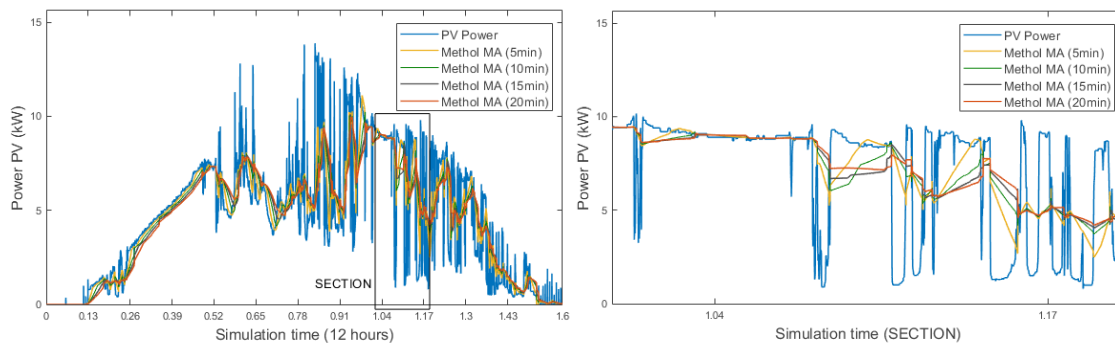 15
10
5
0
Power PV (kW)
PV Power
Methol MA (5min)
Methol MA (10min)
Methol MA (15min)
Methol MA (20min)
SECTION
0 0.13 0.26 0.39 0.52 0.65 0.78 0.91 1.04 1.17 1.3 1.43 1.6
Simulation time (12 hours)
15
10
5
0
Power PV (kW)
PV Power
Methol MA (5min)
Methol MA (10min)
Methol MA (15min)
Methol MA (20min)
1.04 1.17
Simulation time (SECTION)